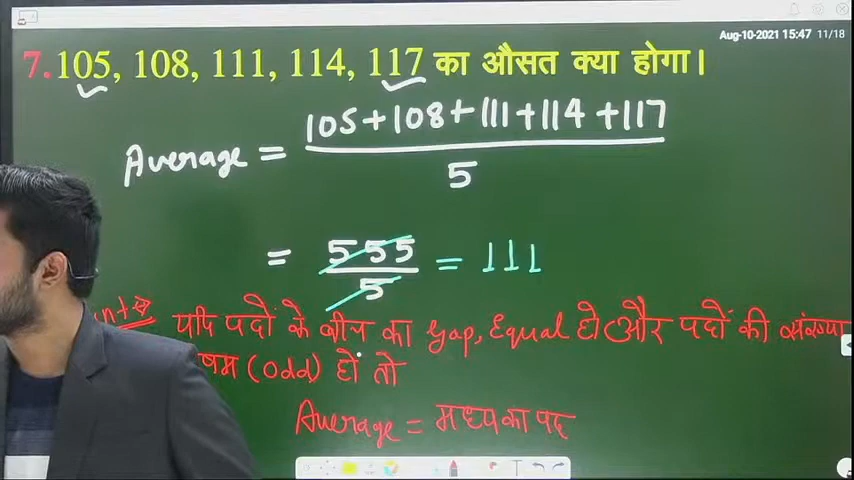 Aug-10-2021 15:47 11/18
7. 105, 108, 111, 114, 117 का औसत क्या होगा।
105+108+111+114+117
Average =
5
= 555 = 111
5
यदि पदों के बीच का Gap, Equal हो और पदों की संख्या
(odd) हो तो
Average = मध्य का पद